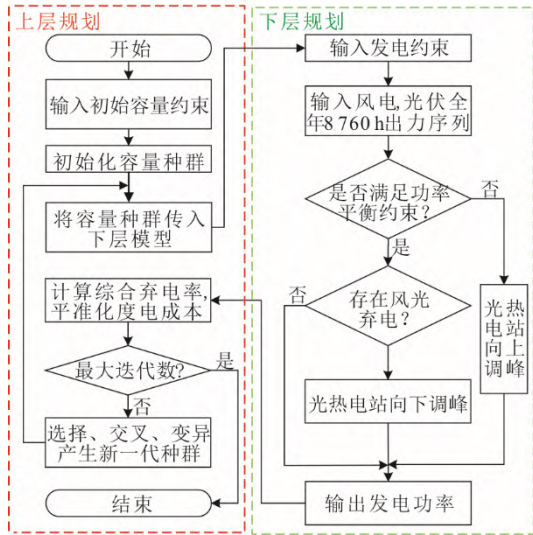 上层规划
开始
输入初始容量约束
初始化容量种群
将容量种群传入
下层模型
计算综合弃电率,
平准化度电成本
最大迭代数?
是
否
选择、交叉、变异
产生新一代种群
结束
下层规划
输入发电约束
输入风电,光伏全
年8 760 h出力序列
是否满足功率
平衡约束?
否
是
存在风光
弃电?
否
光热
电站
向上
调峰
光热电站向下调峰
输出发电功率